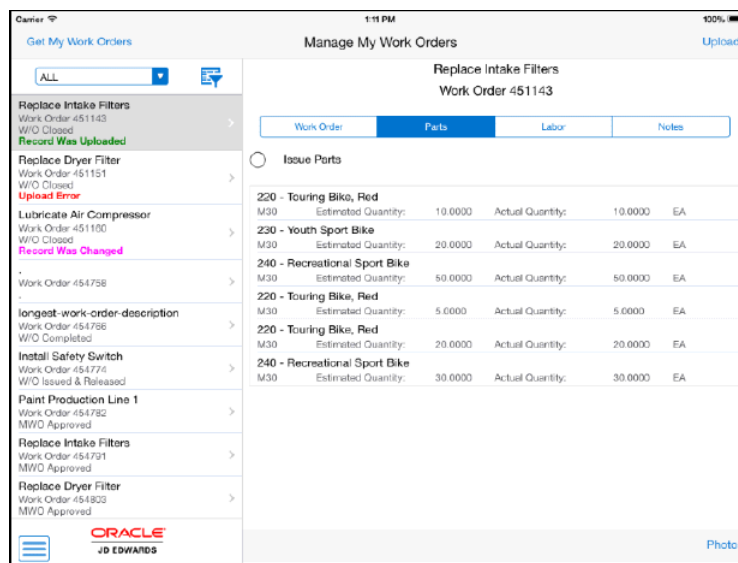 Carrier 1:11 PM 100%
Get My Work Orders Manage My Work Orders Upload
ALL
Replace Intake Filters
Work Order 451143
W/O Closed
Record Was Uploaded
Replace Dryer Filter
Work Order 451151
W/O Closed
Upload Error
Lubricate Air Compressor
Work Order 451160
W/O Closed
Record Was Changed
.
Work Order 454758
.
longest-work-order-description
Work Order 454766
W/O Completed
Install Safety Switch
Work Order 454774
W/O Issued & Released
Paint Production Line 1
Work Order 454782
MWO Approved
Replace Intake Filters
Work Order 454791
MWO Approved
Replace Dryer Filter
Work Order 454803
MWO Approved
ORACLE
JD EDWARDS
Replace Intake Filters
Work Order 451143
Work Order Parts Labor Notes
Issue Parts
220 - Touring Bike, Red
M30 Estimated Quantity: 10.0000 Actual Quantity: 10.0000 EA
230 - Youth Sport Bike
M30 Estimated Quantity: 20.0000 Actual Quantity: 20.0000 EA
240 - Recreational Sport Bike
M30 Estimated Quantity: 50.0000 Actual Quantity: 50.0000 EA
220 - Touring Bike, Red
M30 Estimated Quantity: 5.0000 Actual Quantity: 5.0000 EA
220 - Touring Bike, Red
M30 Estimated Quantity: 20.0000 Actual Quantity: 20.0000 EA
240 - Recreational Sport Bike
M30 Estimated Quantity: 30.0000 Actual Quantity: 30.0000 EA
Photo